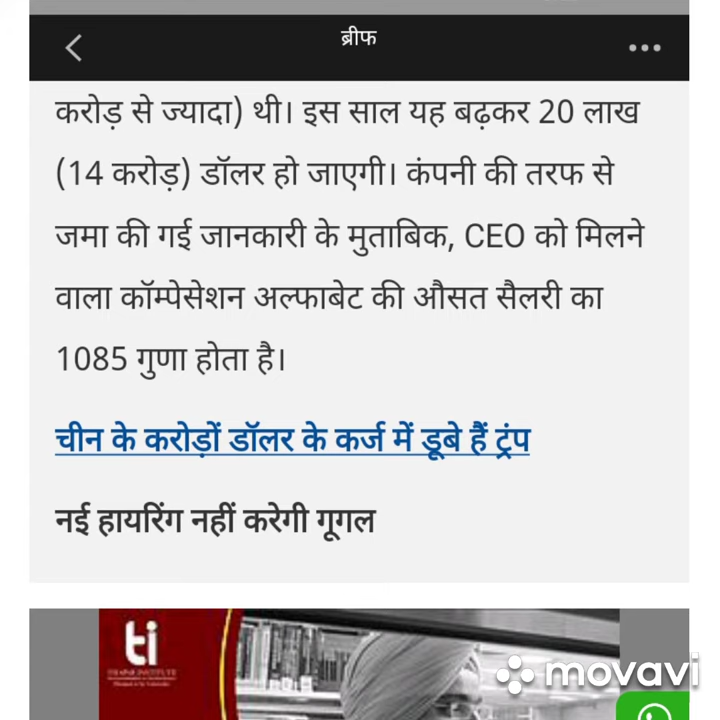 ब्रीफ
करोड़ से ज्यादा) थी। इस साल यह बढ़कर 20 लाख
(14 करोड़) डॉलर हो जाएगी। कंपनी की तरफ से
जमा की गई जानकारी के मुताबिक, CEO को मिलने
वाला कॉम्पेसेशन अल्फाबेट की औसत सैलरी का
1085 गुणा होता है।
चीन के करोड़ों डॉलर के कर्ज में डूबे हैं ट्रंप
नई हायरिंग नहीं करेगी गूगल
ti
movavi